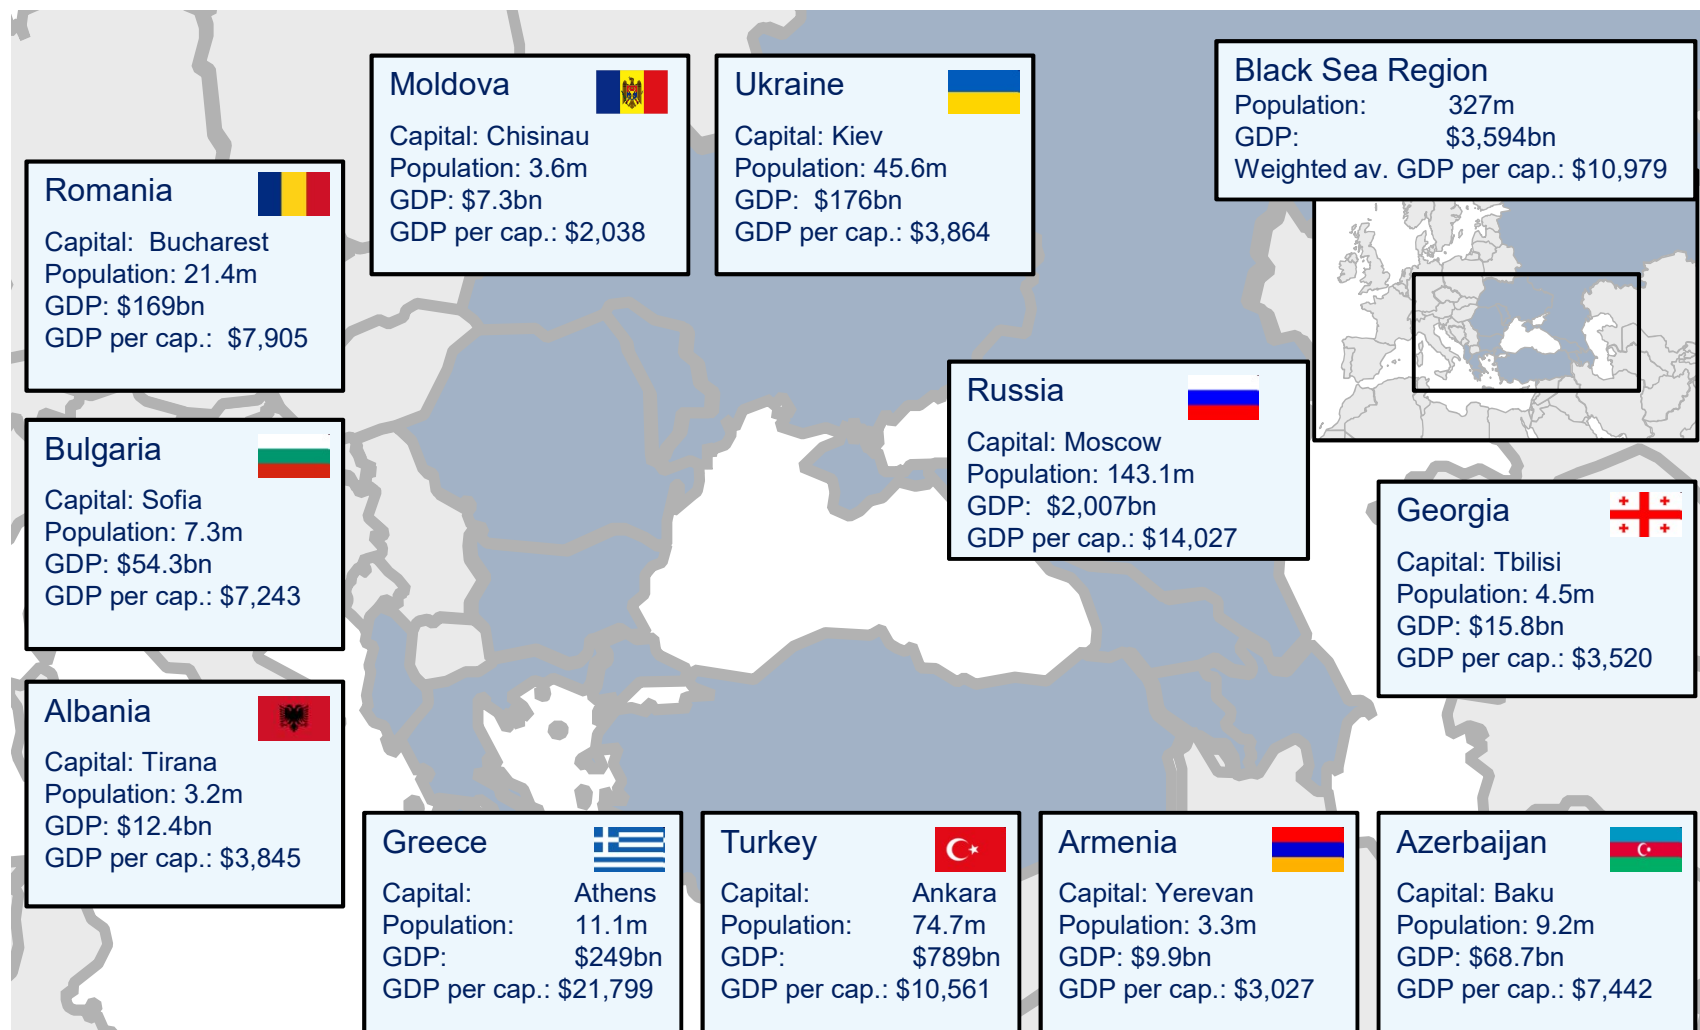 Moldova
Capital: Chisinau
Population: 3.6m
GDP: $7.3bn
GDP per cap.: $2,038
Ukraine
Capital: Kiev
Population: 45.6m
GDP: $176bn
GDP per cap.: $3,864
Black Sea Region
Population: 327m
GDP: $3,594bn
Weighted av. GDP per cap.: $10,979
Romania
Capital: Bucharest
Population: 21.4m
GDP: $169bn
GDP per cap.: $7,905
Russia
Capital: Moscow
Population: 143.1m
GDP: $2,007bn
GDP per cap.: $14,027
Bulgaria
Capital: Sofia
Population: 7.3m
GDP: $54.3bn
GDP per cap.: $7,243
Georgia
Capital: Tbilisi
Population: 4.5m
GDP: $15.8bn
GDP per cap.: $3,520
Albania
Capital: Tirana
Population: 3.2m
GDP: $12.4bn
GDP per cap.: $3,845
Greece
Capital: Athens
Population: 11.1m
GDP: $249bn
GDP per cap.: $21,799
Turkey
Capital: Ankara
Population: 74.7m
GDP: $789bn
GDP per cap.: $10,561
Armenia
Capital: Yerevan
Population: 3.3m
GDP: $9.9bn
GDP per cap.: $3,027
Azerbaijan
Capital: Baku
Population: 9.2m
GDP: $68.7bn
GDP per cap.: $7,442